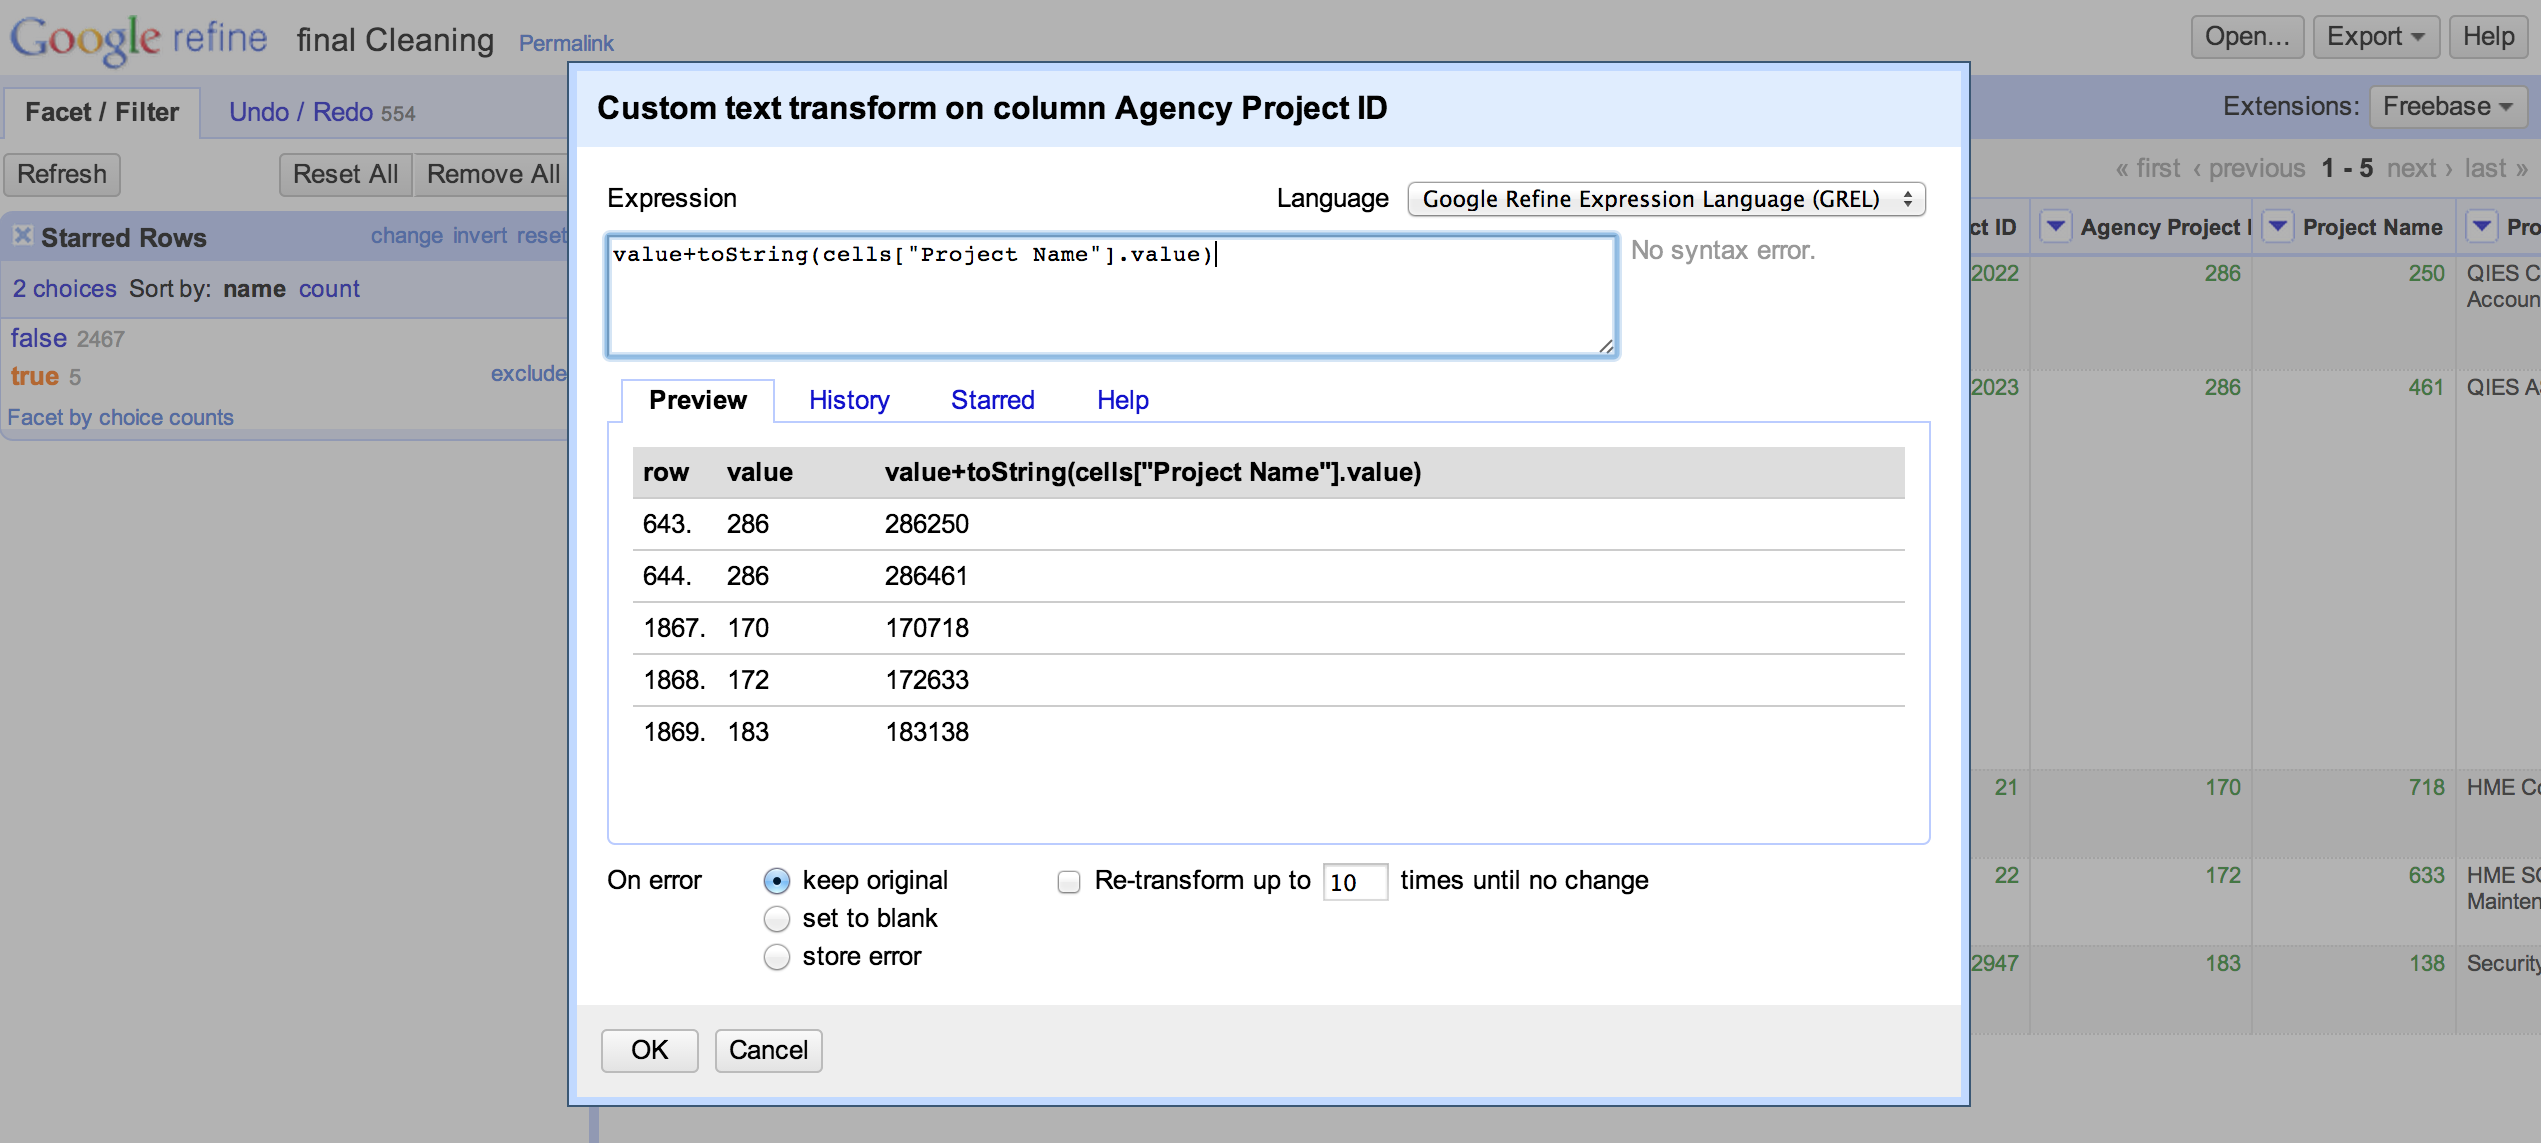 Google refine final Cleaning Permalink
Open... Export Help
Facet / Filter Undo / Redo 554
Extensions: Freebase
Refresh Reset All Remove All
« first ‹ previous 1 - 5 next › last »
Starred Rows change invert reset
2 choices Sort by: name count
false 2467
true 5 exclude
Facet by choice counts
Custom text transform on column Agency Project ID
Expression
Language Google Refine Expression Language (GREL)
value+toString(cells["Project Name"].value)
No syntax error.
Preview History Starred Help
row value value+toString(cells["Project Name"].value)
643. 286 286250
644. 286 286461
1867. 170 170718
1868. 172 172633
1869. 183 183138
On error keep original
set to blank
store error
Re-transform up to 10 times until no change
OK Cancel
ct ID Agency Project Project Name Pro
2022 286 250 QIES C
Accoun
2023 286 461 QIES A
21 170 718 HME Co
22 172 633 HME SC
Mainten
2947 183 138 Security